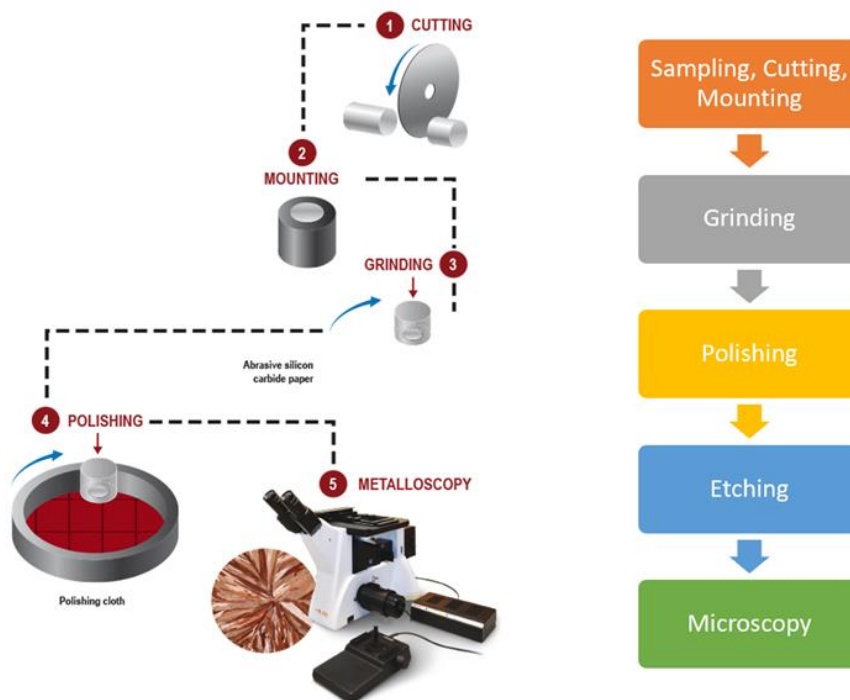 1 CUTTING
2
MOUNTING
GRINDING 3
Abrasive silicon
carbide paper
4 POLISHING
5 METALLOSCOPY
Polishing cloth
Sampling, Cutting,
Mounting
Grinding
Polishing
Etching
Microscopy